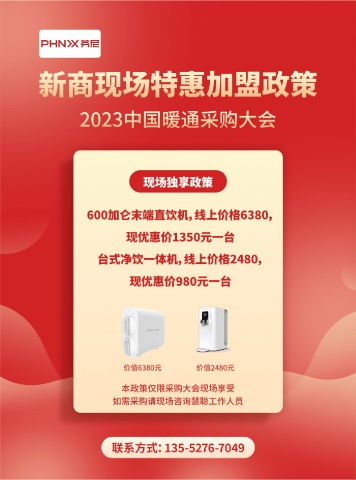 PHNIX 芬尼
新商现场特惠加盟政策
2023中国暖通采购大会
现场独享政策
600加仑末端直饮机,线上价格6380,
现优惠价1350元一台
台式净饮一体机,线上价格2480,
现优惠价980元一台
价值6380元
价值2480元
本政策仅限采购大会现场享受
如需采购请现场咨询慧聪工作人员
联系方式:135-5276-7049